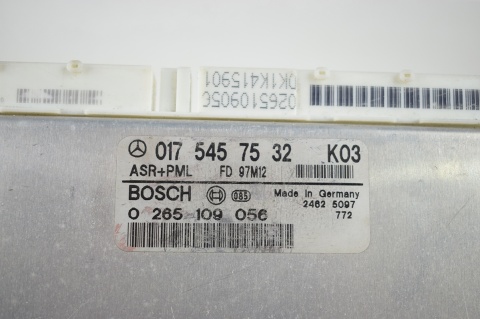 0265109056
0K1K415901
017 545 75 32 K03
ASR+PML FD 97M12
BOSCH 085 Made in Germany
0 265 109 056 2462 5097
772